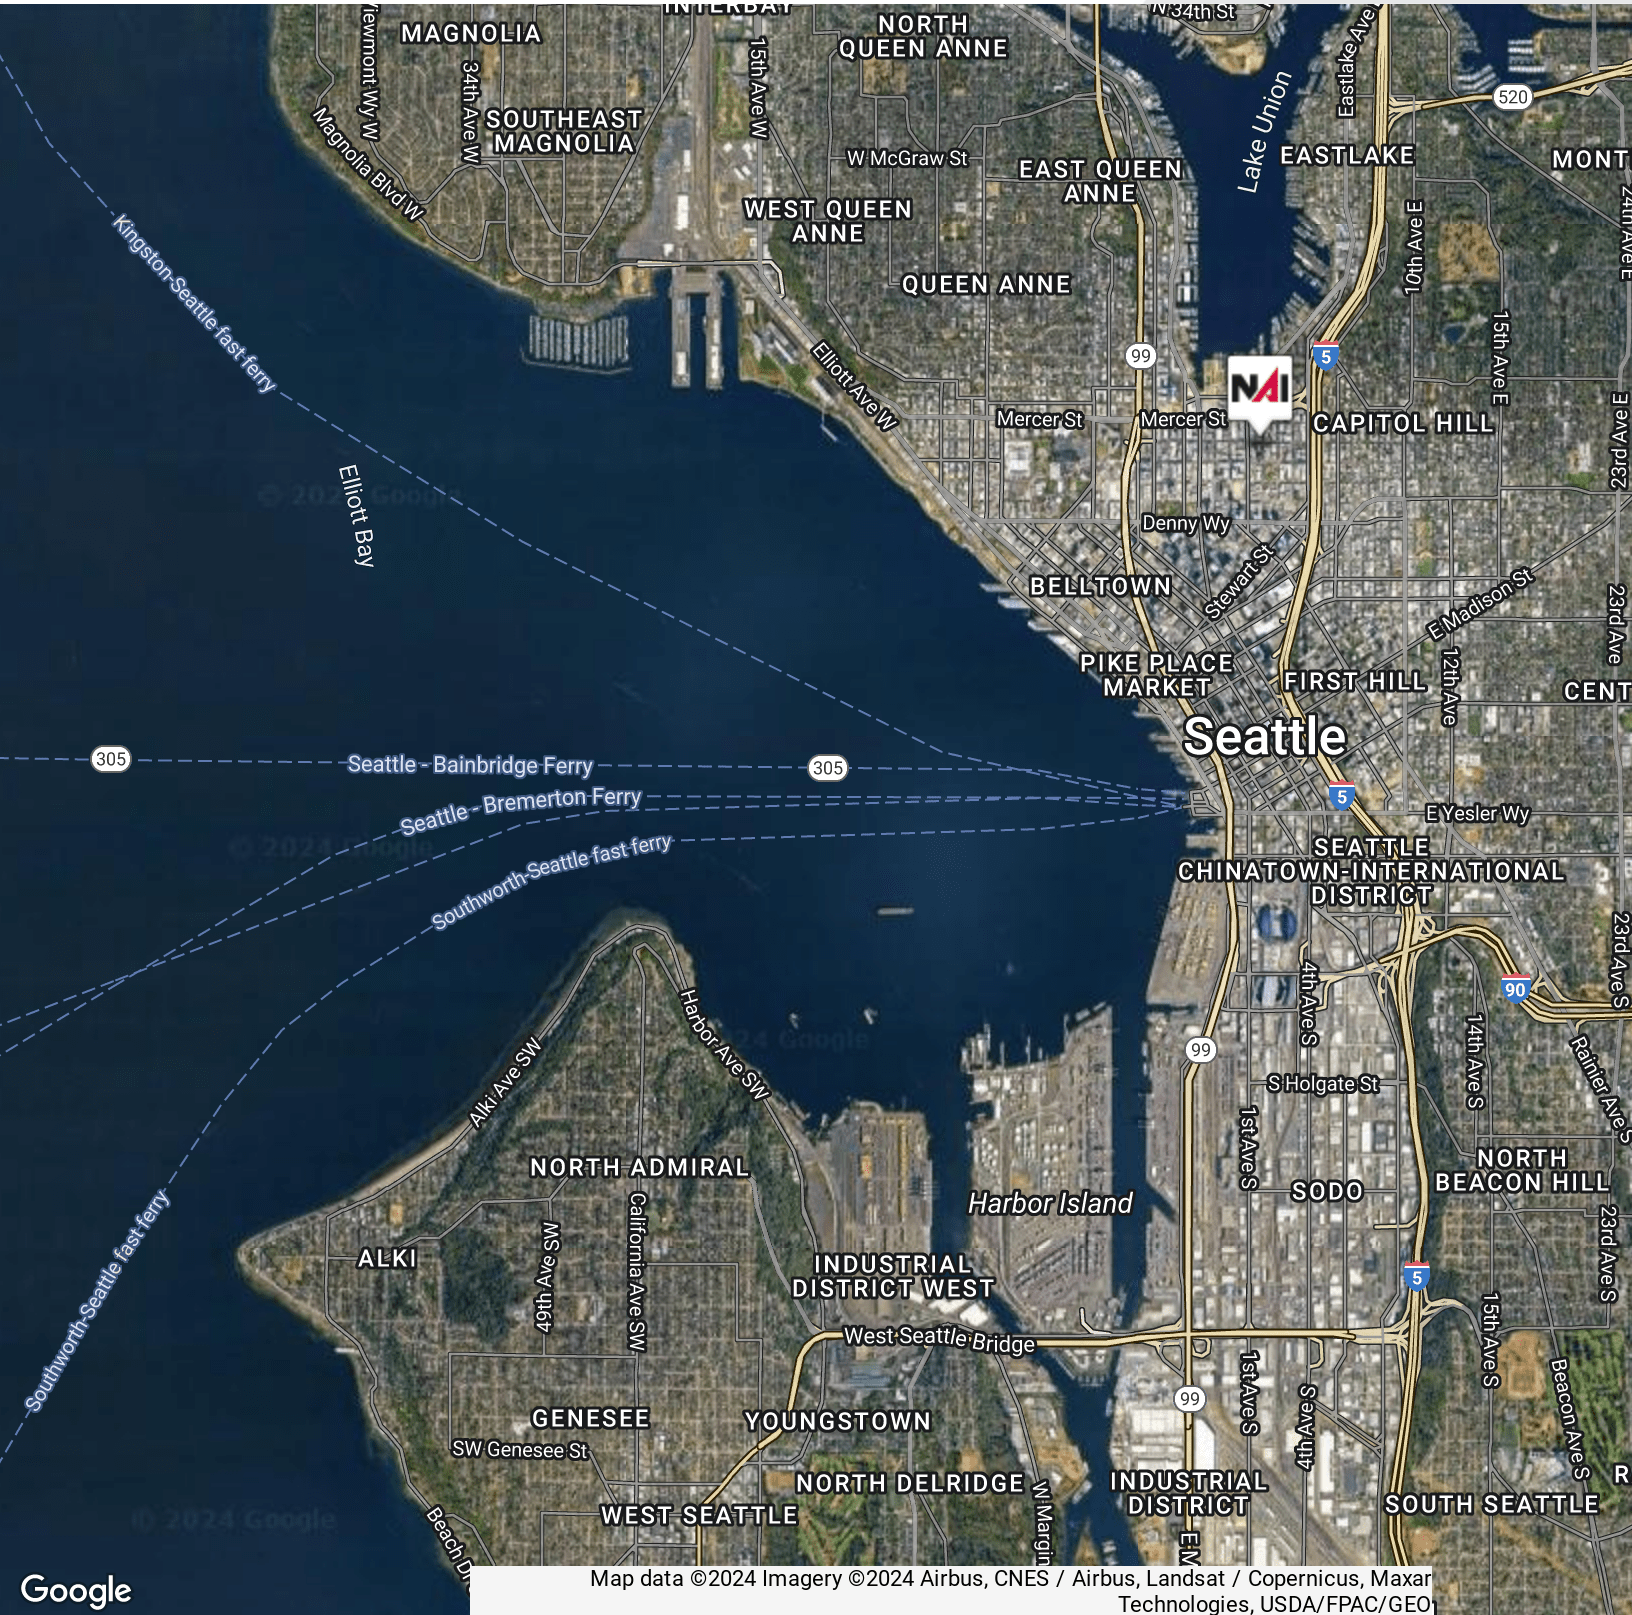 INTERBAY
N 34th St
MAGNOLIA
NORTH
QUEEN ANNE
Viewmont Wy W
34th Ave W
15th Ave W
Eastlake Ave
520
SOUTHEAST
MAGNOLIA
Lake Union
Magnolia Blvd W
W McGraw St
EAST QUEEN
ANNE
EASTLAKE
MONT
24th Ave E
WEST QUEEN
ANNE
10th Ave E
Kingston-Seattle fast ferry
QUEEN ANNE
15th Ave E
99
5
Elliott Ave W
NAI
Mercer St
Mercer St
CAPITOL HILL
23rd Ave E
Elliott Bay
© 2024 Google
Denny Wy
Stewart St
BELLTOWN
E Madison St
23rd Ave
PIKE PLACE
MARKET
FIRST HILL
12th Ave
CENT
Seattle
305
Seattle - Bainbridge Ferry
305
Seattle - Bremerton Ferry
5
E Yesler Wy
© 2024 Google
Southworth-Seattle fast ferry
SEATTLE
CHINATOWN-INTERNATIONAL
DISTRICT
23rd Ave S
4th Ave S
90
Harbor Ave SW
2024 Google
Alki Ave SW
99
14th Ave S
Rainier Ave S
S Holgate St
1st Ave S
NORTH ADMIRAL
NORTH
BEACON HILL
Harbor Island
SODO
Southworth-Seattle fast ferry
California Ave SW
49th Ave SW
23rd Ave S
ALKI
INDUSTRIAL
DISTRICT WEST
5
15th Ave S
West Seattle Bridge
1st Ave S
99
4th Ave S
Beacon Ave S
GENESEE
YOUNGSTOWN
SW Genesee St
NORTH DELRIDGE
W Margin
INDUSTRIAL
DISTRICT
R
SOUTH SEATTLE
WEST SEATTLE
© 2024 Google
Beach D
E M
Google
Map data ©2024 Imagery ©2024 Airbus, CNES / Airbus, Landsat / Copernicus, Maxar
Technologies, USDA/FPAC/GEO